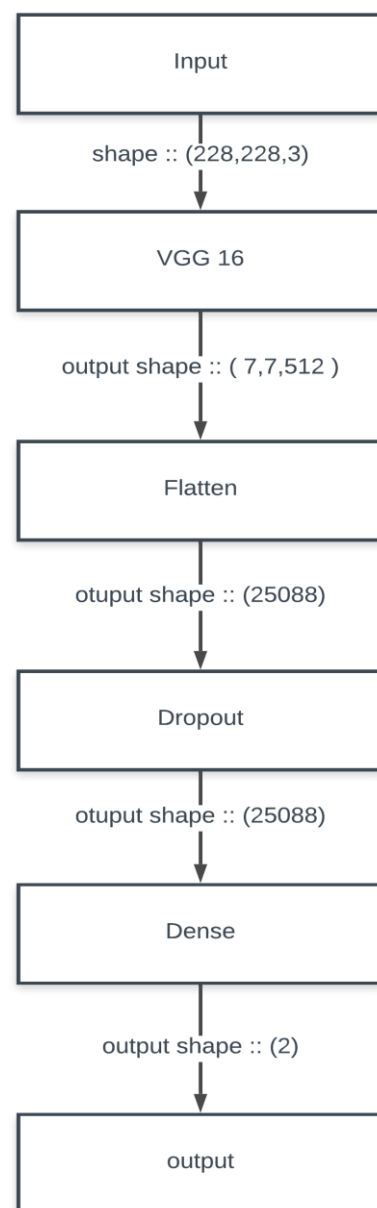 Input
shape :: (228,228,3)
VGG 16
output shape :: ( 7,7,512 )
Flatten
otuput shape :: (25088)
Dropout
otuput shape :: (25088)
Dense
output shape :: (2)
output